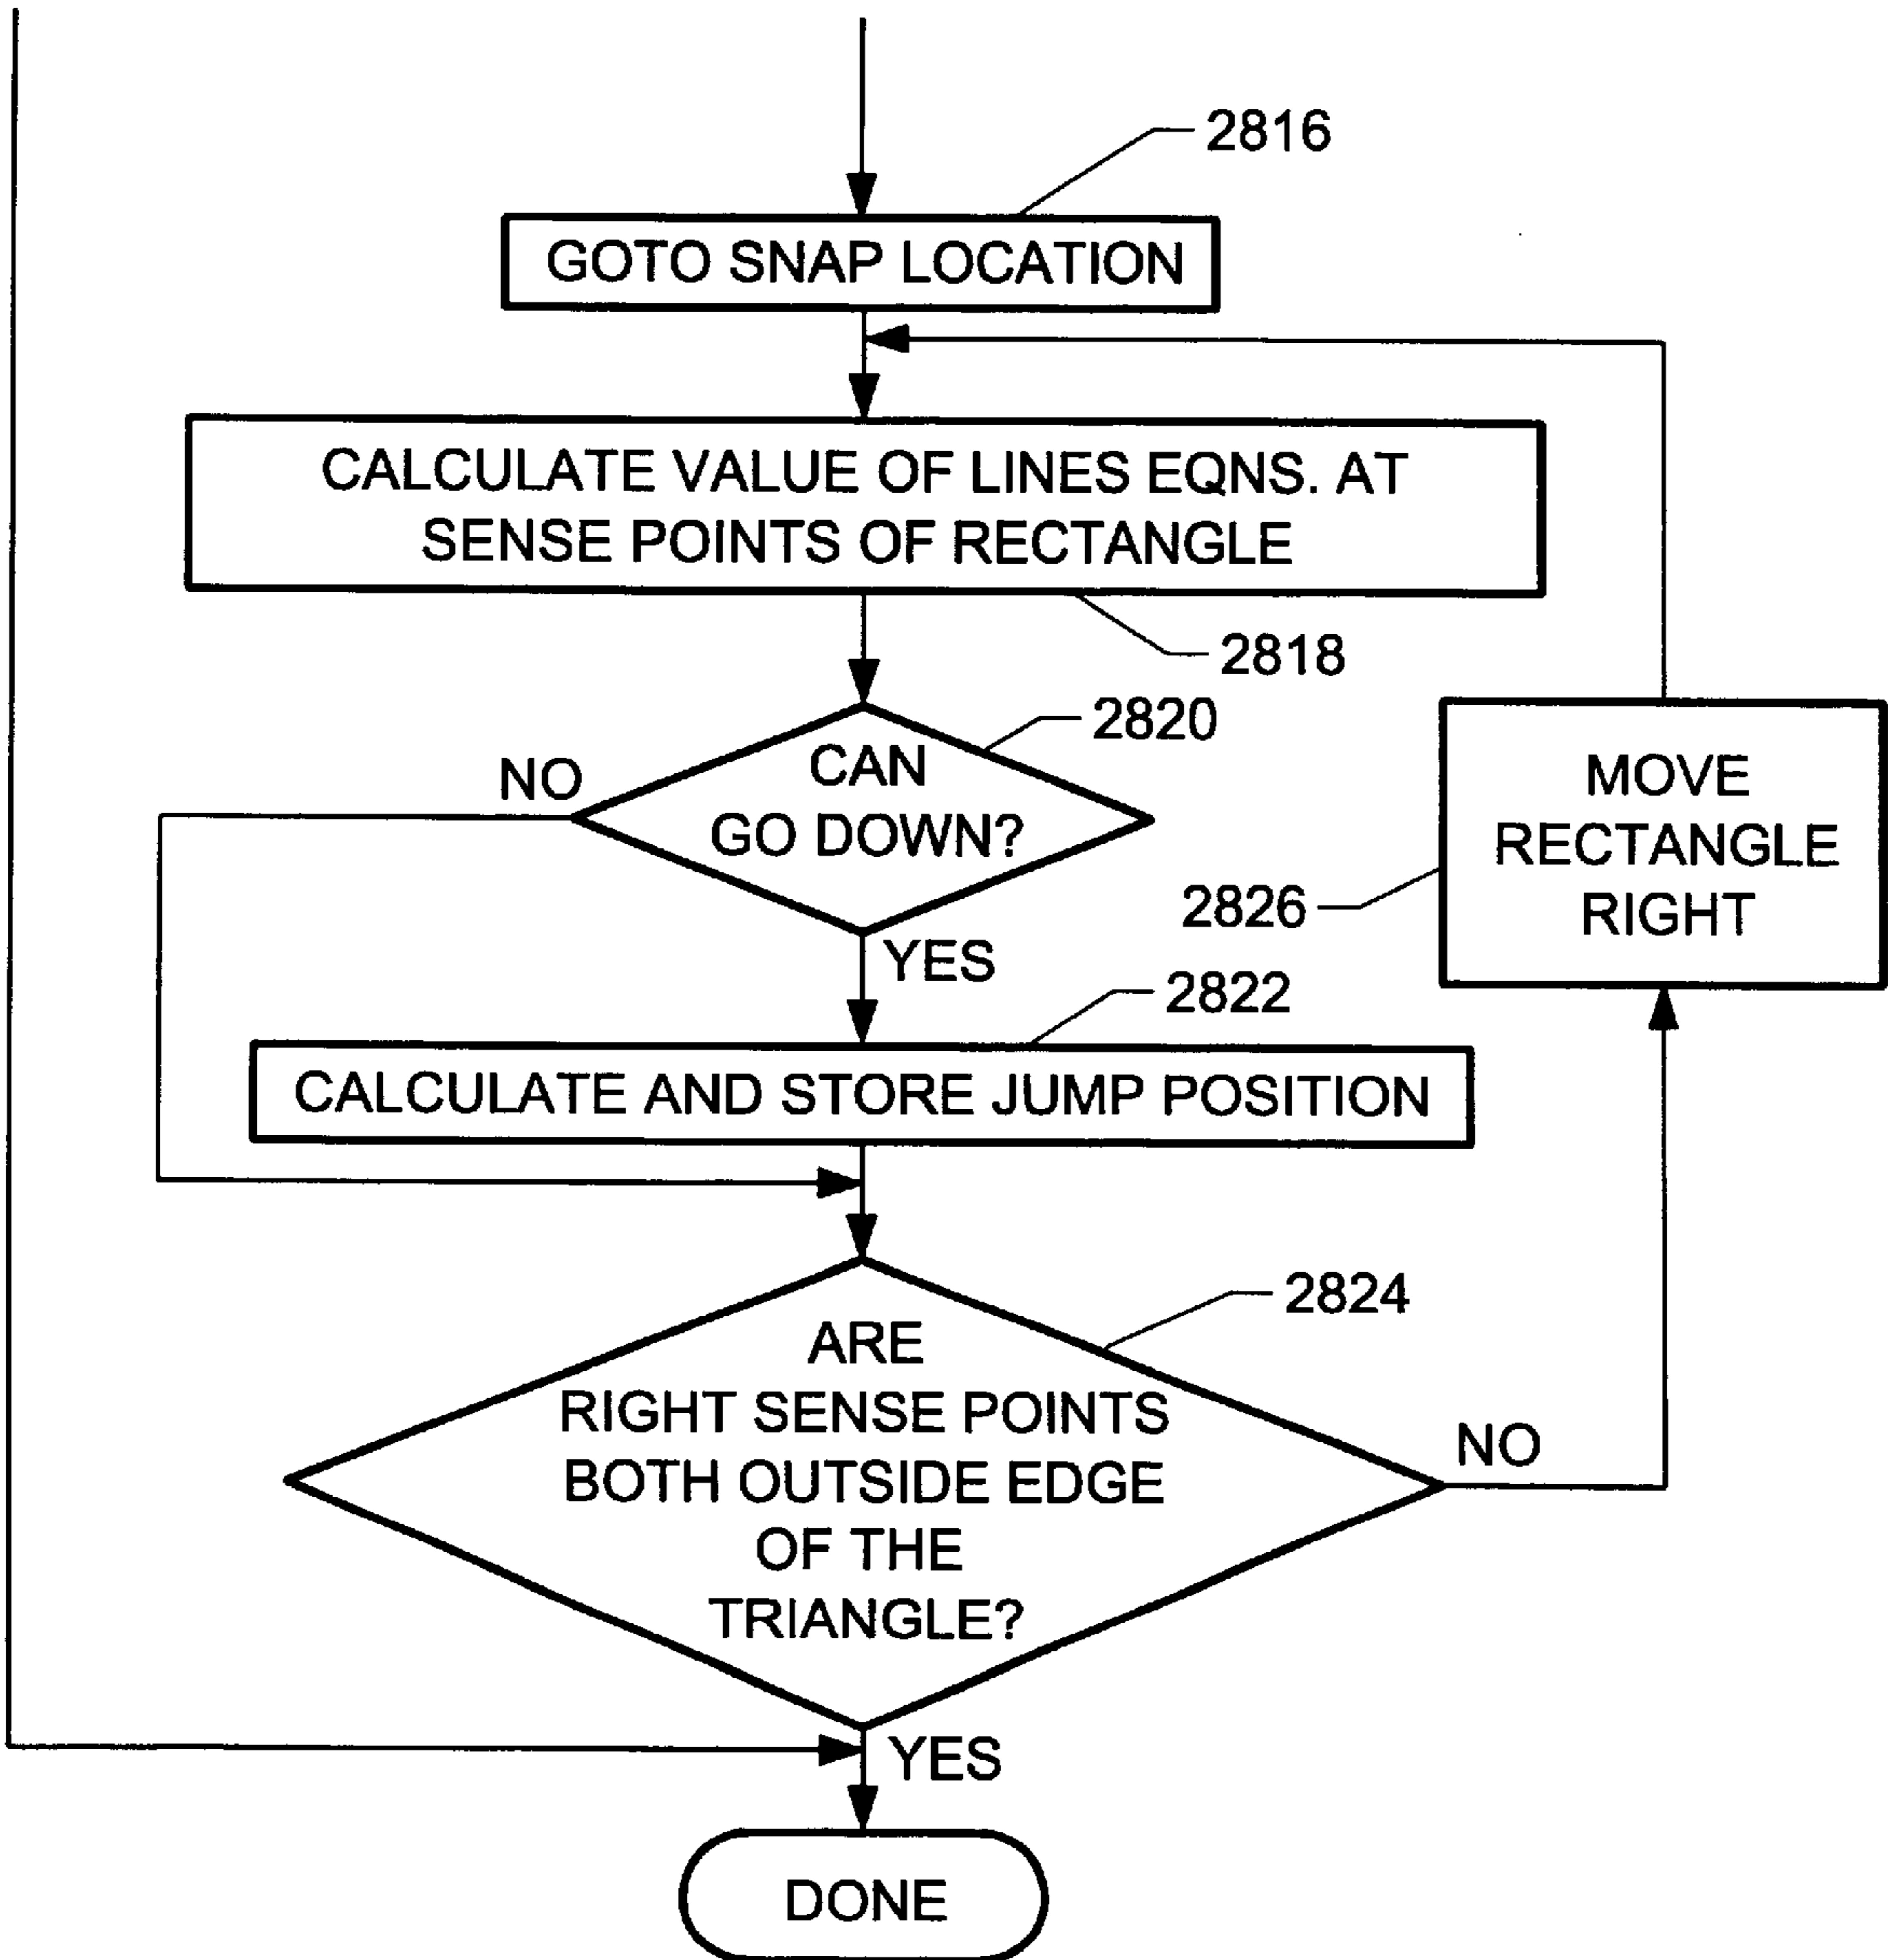 2816
GOTO SNAP LOCATION
CALCULATE VALUE OF LINES EQNS. AT
SENSE POINTS OF RECTANGLE
2818
2820
NO
CAN
GO DOWN?
MOVE
RECTANGLE
RIGHT
2826
YES
2822
CALCULATE AND STORE JUMP POSITION
2824
ARE
RIGHT SENSE POINTS
BOTH OUTSIDE EDGE
OF THE
TRIANGLE?
NO
YES
DONE